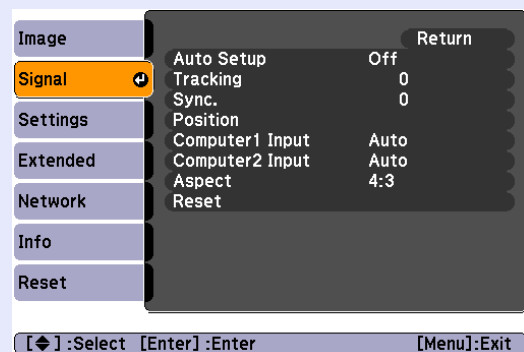 Image
Signal
Settings
Extended
Network
Info
Reset
Return
Auto Setup Off
Tracking 0
Sync. 0
Position
Computer1 Input Auto
Computer2 Input Auto
Aspect 4:3
Reset
[◆] :Select [Enter] :Enter [Menu]:Exit